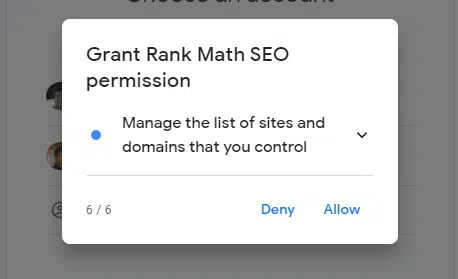 Choose an account
Grant Rank Math SEO
permission
Manage the list of sites and
domains that you control
6 / 6
Deny
Allow